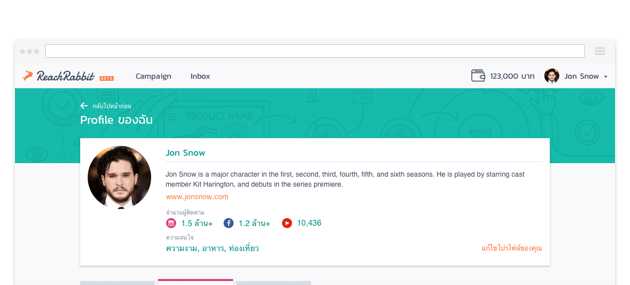 ReachRabbit BETA Campaign Inbox 123,000 บาท Jon Snow
กลับไปหน้าก่อน
Profile ของฉัน
PRODUCT NAME
Jon Snow
Jon Snow is a major character in the first, second, third, fourth, fifth, and sixth seasons. He is played by starring cast
member Kit Harington, and debuts in the series premiere.
www.jonsnow.com
จำนวนผู้ติดตาม
1.5 ล้าน+ 1.2 ล้าน+ 10,436
ความสนใจ
ความงาม, อาหาร, ท่องเที่ยว แก้ไขโปรไฟล์ของคุณ